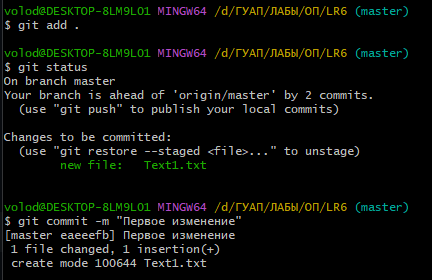 volod@DESKTOP-8LM9L01 MINGW64 /d/ГУАП/ЛАБЫ/ОП/LR6 (master)
$ git add .
volod@DESKTOP-8LM9L01 MINGW64 /d/ГУАП/ЛАБЫ/ОП/LR6 (master)
$ git status
On branch master
Your branch is ahead of 'origin/master' by 2 commits.
  (use "git push" to publish your local commits)
Changes to be committed:
  (use "git restore --staged <file>..." to unstage)
        new file:   Text1.txt
volod@DESKTOP-8LM9L01 MINGW64 /d/ГУАП/ЛАБЫ/ОП/LR6 (master)
$ git commit -m "Первое изменение"
[master eaeeefb] Первое изменение
 1 file changed, 1 insertion(+)
 create mode 100644 Text1.txt